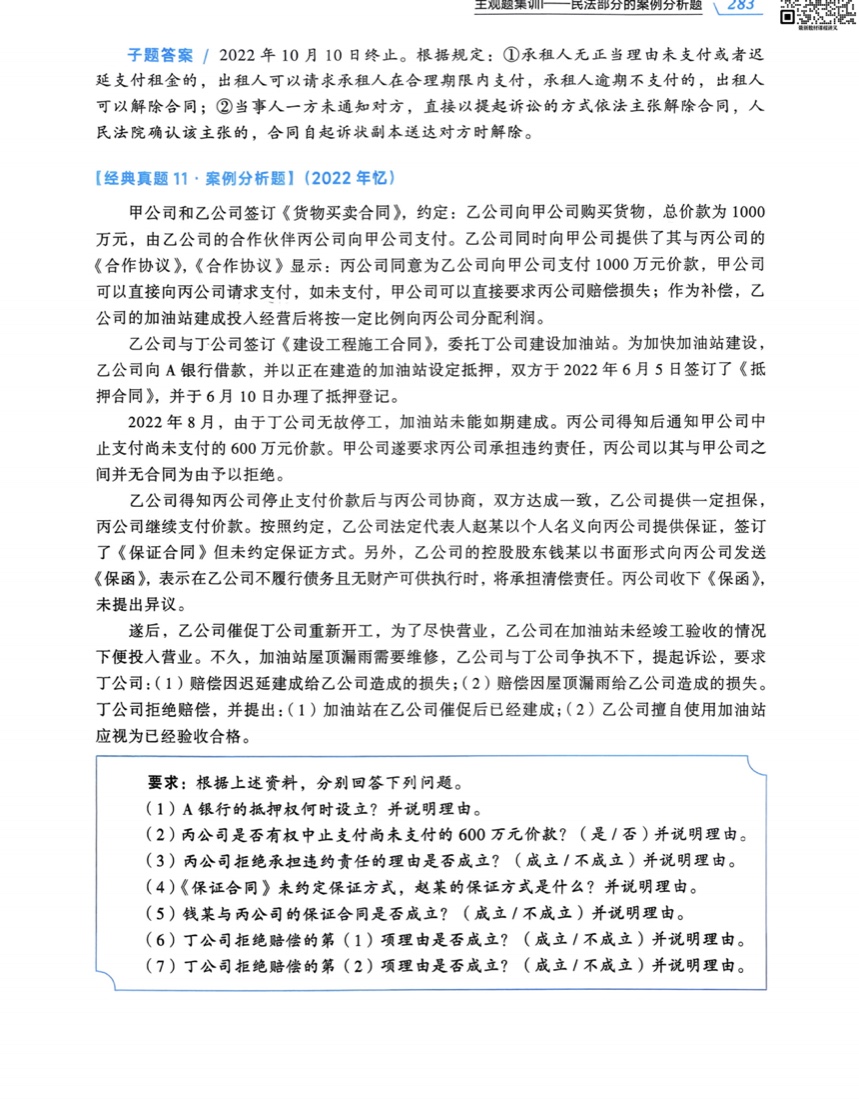 主观题集训Ⅰ——民法部分的案例分析题 283
子题答案 / 2022 年 10 月 10 日终止。根据规定：①承租人无正当理由未支付或者迟
延支付租金的，出租人可以请求承租人在合理期限内支付，承租人逾期不支付的，出租人
可以解除合同；②当事人一方未通知对方，直接以提起诉讼的方式依法主张解除合同，人
民法院确认该主张的，合同自起诉状副本送达对方时解除。
【经典真题 11 · 案例分析题】（2022 年忆）
甲公司和乙公司签订《货物买卖合同》，约定：乙公司向甲公司购买货物，总价款为 1000
万元，由乙公司的合作伙伴丙公司向甲公司支付。乙公司同时向甲公司提供了其与丙公司的
《合作协议》，《合作协议》显示：丙公司同意为乙公司向甲公司支付 1000 万元价款，甲公司
可以直接向丙公司请求支付，如未支付，甲公司可以直接要求丙公司赔偿损失；作为补偿，乙
公司的加油站建成投入经营后将按一定比例向丙公司分配利润。
乙公司与丁公司签订《建设工程施工合同》，委托丁公司建设加油站。为加快加油站建设，
乙公司向 A 银行借款，并以正在建造的加油站设定抵押，双方于 2022 年 6 月 5 日签订了《抵
押合同》，并于 6 月 10 日办理了抵押登记。
2022 年 8 月，由于丁公司无故停工，加油站未能如期建成。丙公司得知后通知甲公司中
止支付尚未支付的 600 万元价款。甲公司遂要求丙公司承担违约责任，丙公司以其与甲公司之
间并无合同为由予以拒绝。
乙公司得知丙公司停止支付价款后与丙公司协商，双方达成一致，乙公司提供一定担保，
丙公司继续支付价款。按照约定，乙公司法定代表人赵某以个人名义向丙公司提供保证，签订
了《保证合同》但未约定保证方式。另外，乙公司的控股股东钱某以书面形式向丙公司发送
《保函》，表示在乙公司不履行债务且无财产可供执行时，将承担清偿责任。丙公司收下《保函》，
未提出异议。
遂后，乙公司催促丁公司重新开工，为了尽快营业，乙公司在加油站未经竣工验收的情况
下便投入营业。不久，加油站屋顶漏雨需要维修，乙公司与丁公司争执不下，提起诉讼，要求
丁公司：（1）赔偿因迟延建成给乙公司造成的损失；（2）赔偿因屋顶漏雨给乙公司造成的损失。
丁公司拒绝赔偿，并提出：（1）加油站在乙公司催促后已经建成；（2）乙公司擅自使用加油站
应视为已经验收合格。
要求：根据上述资料，分别回答下列问题。
（1）A 银行的抵押权何时设立？并说明理由。
（2）丙公司是否有权中止支付尚未支付的 600 万元价款？（是 / 否）并说明理由。
（3）丙公司拒绝承担违约责任的理由是否成立？（成立 / 不成立）并说明理由。
（4）《保证合同》未约定保证方式，赵某的保证方式是什么？并说明理由。
（5）钱某与丙公司的保证合同是否成立？（成立 / 不成立）并说明理由。
（6）丁公司拒绝赔偿的第（1）项理由是否成立？（成立 / 不成立）并说明理由。
（7）丁公司拒绝赔偿的第（2）项理由是否成立？（成立 / 不成立）并说明理由。